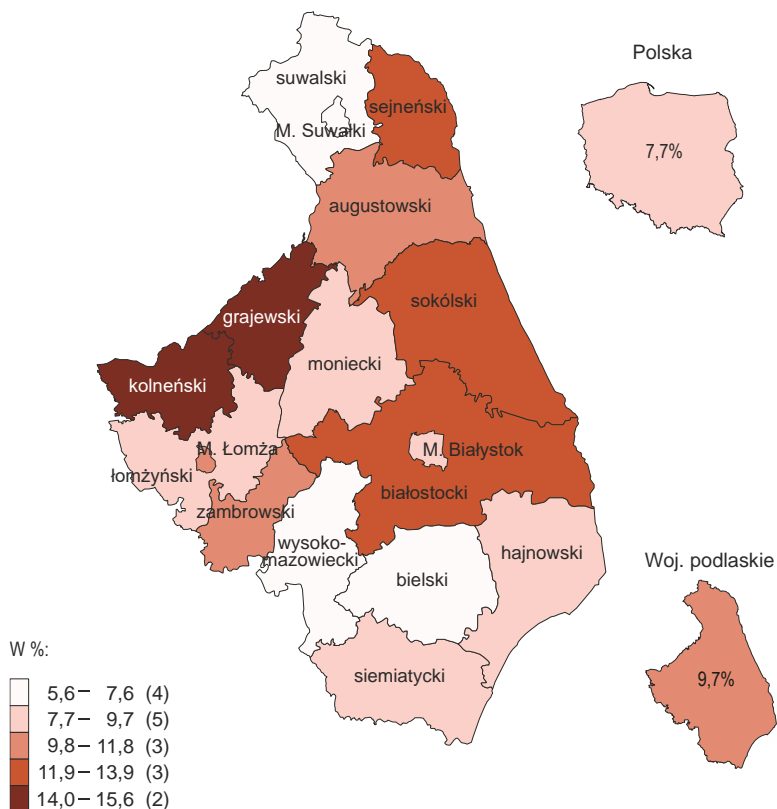 Polska
suwalski
sejneński
M. Suwałki
7,7%
augustowski
sokólski
grajewski
moniecki
kolneński
M. Łomża
M. Białystok
łomżyński
białostocki
zambrowski
wysoko-
mazowiecki
hajnowski
Woj. podlaskie
bielski
siemiatycki
9,7%
W %:
5,6 – 7,6 (4)
7,7 – 9,7 (5)
9,8 – 11,8 (3)
11,9 – 13,9 (3)
14,0 – 15,6 (2)